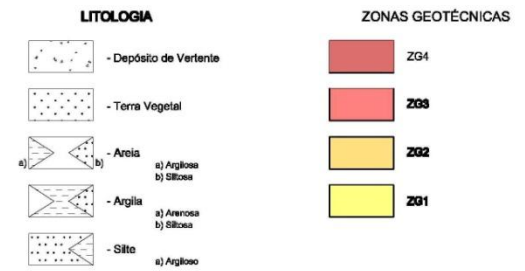 LITOLOGIA
- Depósito de Vertente
- Terra Vegetal
a)
b)
- Areia
a) Argilosa
b) Siltosa
- Argila
a) Arenosa
b) Siltosa
- Silte
a) Argiloso
ZONAS GEOTÉCNICAS
ZG4
ZG3
ZG2
ZG1